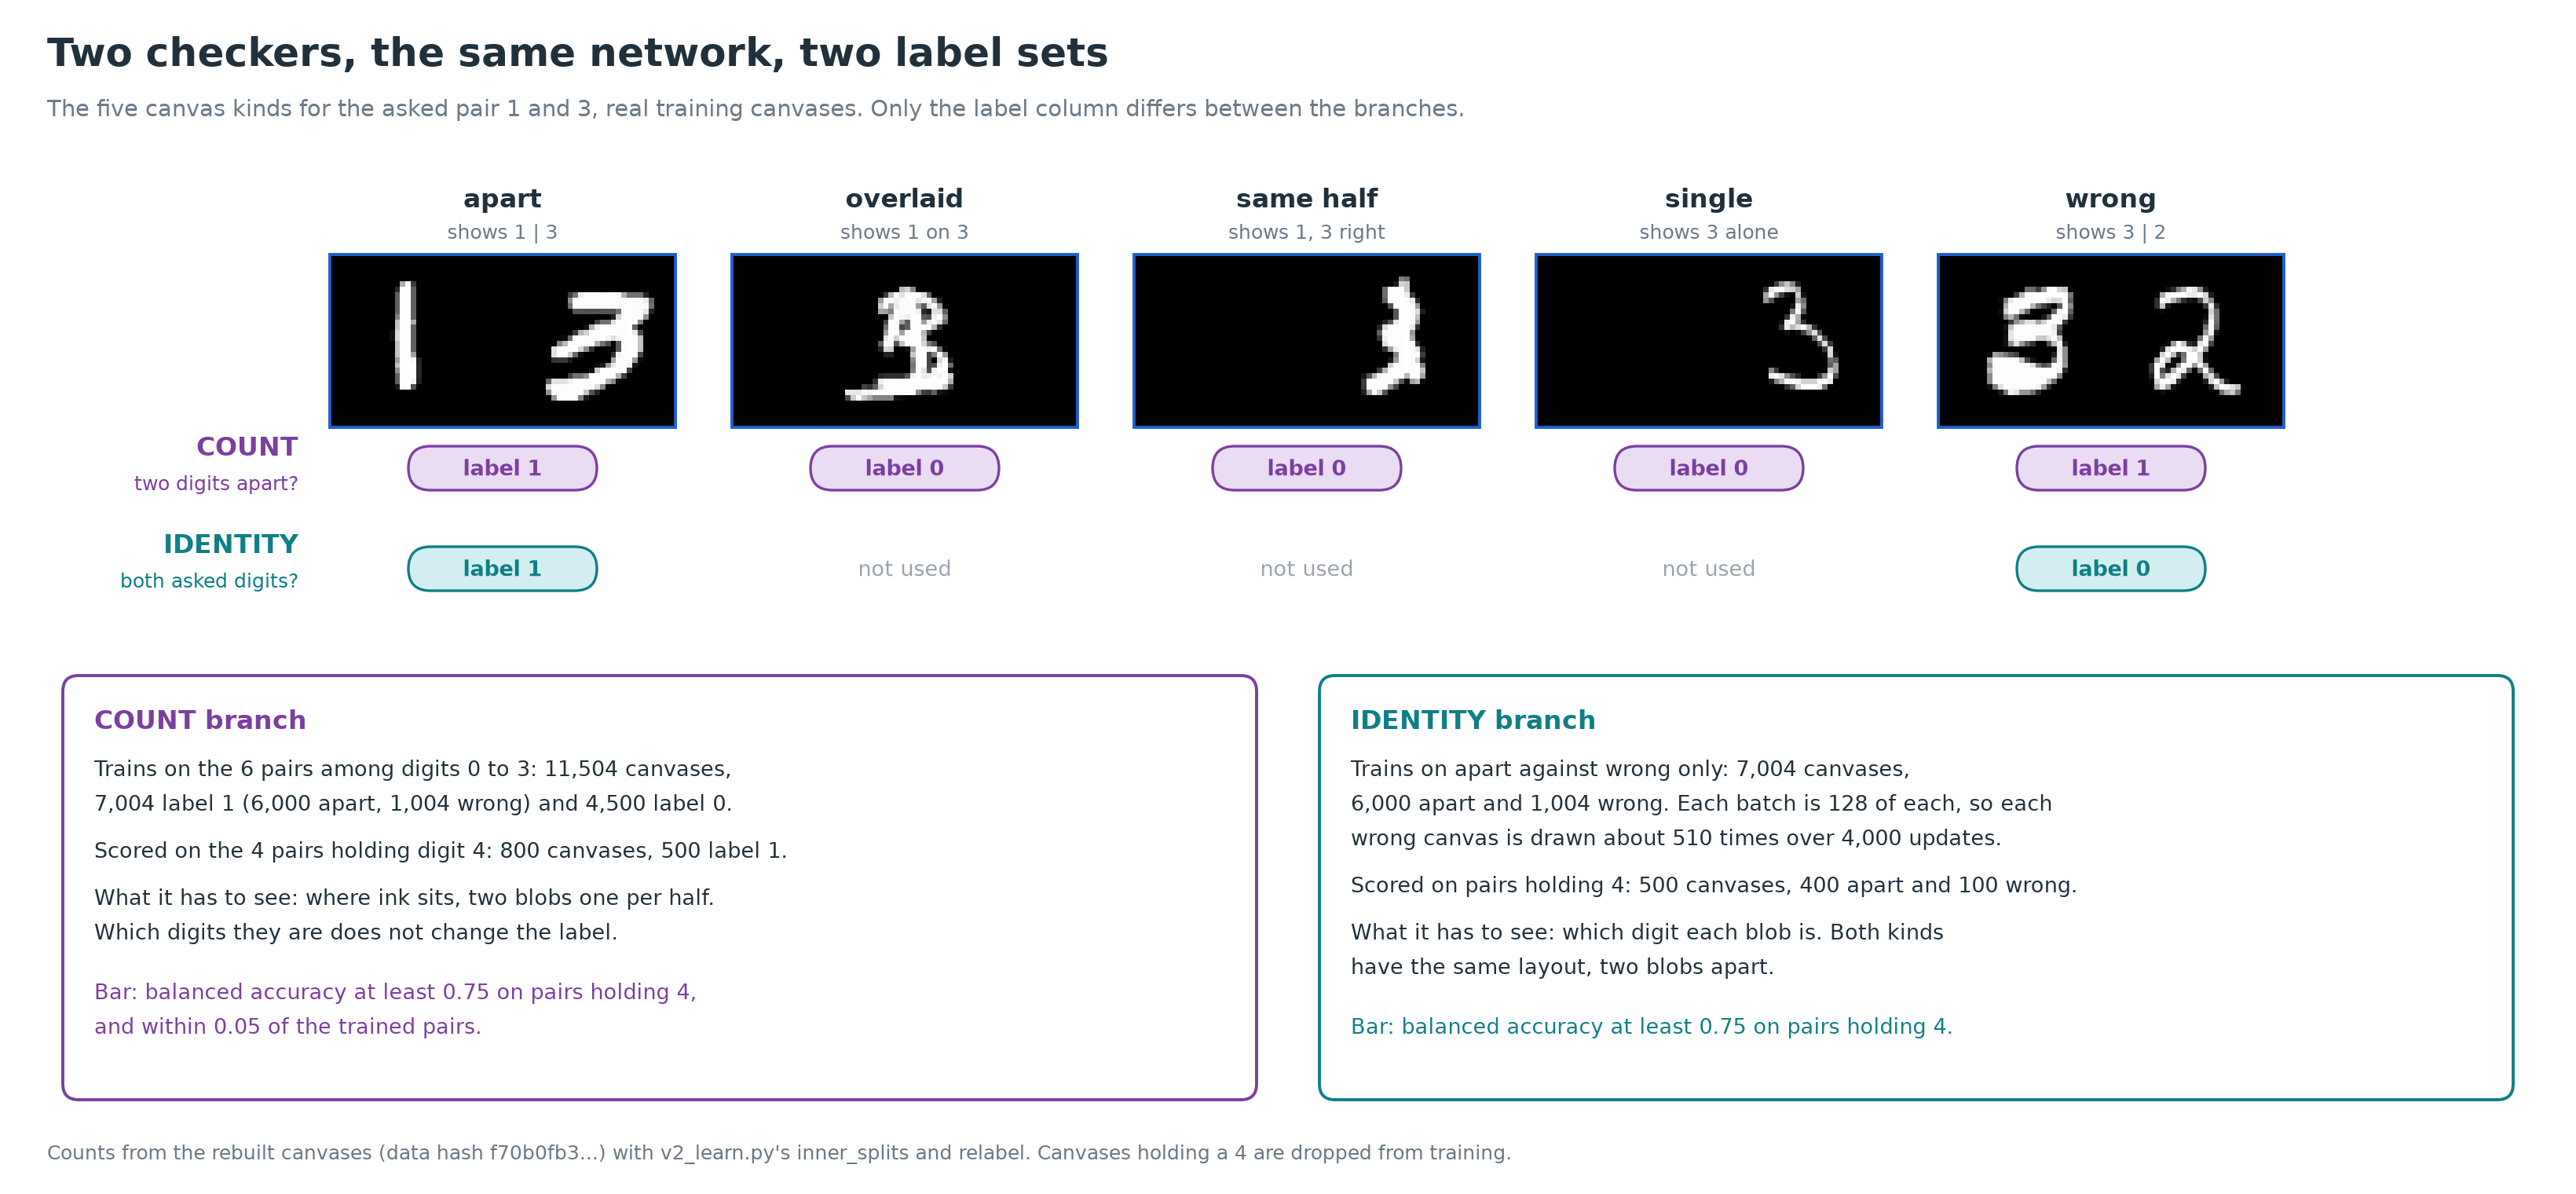 Two checkers, the same network, two label sets
The five canvas kinds for the asked pair 1 and 3, real training canvases. Only the label column differs between the branches.
apart
shows 1 | 3
overlaid
shows 1 on 3
same half
shows 1, 3 right
single
shows 3 alone
wrong
shows 3 | 2
1 3
3
3 2
COUNT
two digits apart?
label 1
label 0
label 0
label 0
label 1
IDENTITY
both asked digits?
label 1
not used
not used
not used
label 0
COUNT branch
Trains on the 6 pairs among digits 0 to 3: 11,504 canvases,
7,004 label 1 (6,000 apart, 1,004 wrong) and 4,500 label 0.
Scored on the 4 pairs holding digit 4: 800 canvases, 500 label 1.
What it has to see: where ink sits, two blobs one per half.
Which digits they are does not change the label.
Bar: balanced accuracy at least 0.75 on pairs holding 4,
and within 0.05 of the trained pairs.
IDENTITY branch
Trains on apart against wrong only: 7,004 canvases,
6,000 apart and 1,004 wrong. Each batch is 128 of each, so each
wrong canvas is drawn about 510 times over 4,000 updates.
Scored on pairs holding 4: 500 canvases, 400 apart and 100 wrong.
What it has to see: which digit each blob is. Both kinds
have the same layout, two blobs apart.
Bar: balanced accuracy at least 0.75 on pairs holding 4.
Counts from the rebuilt canvases (data hash f70b0fb3...) with v2_learn.py's inner_splits and relabel. Canvases holding a 4 are dropped from training.